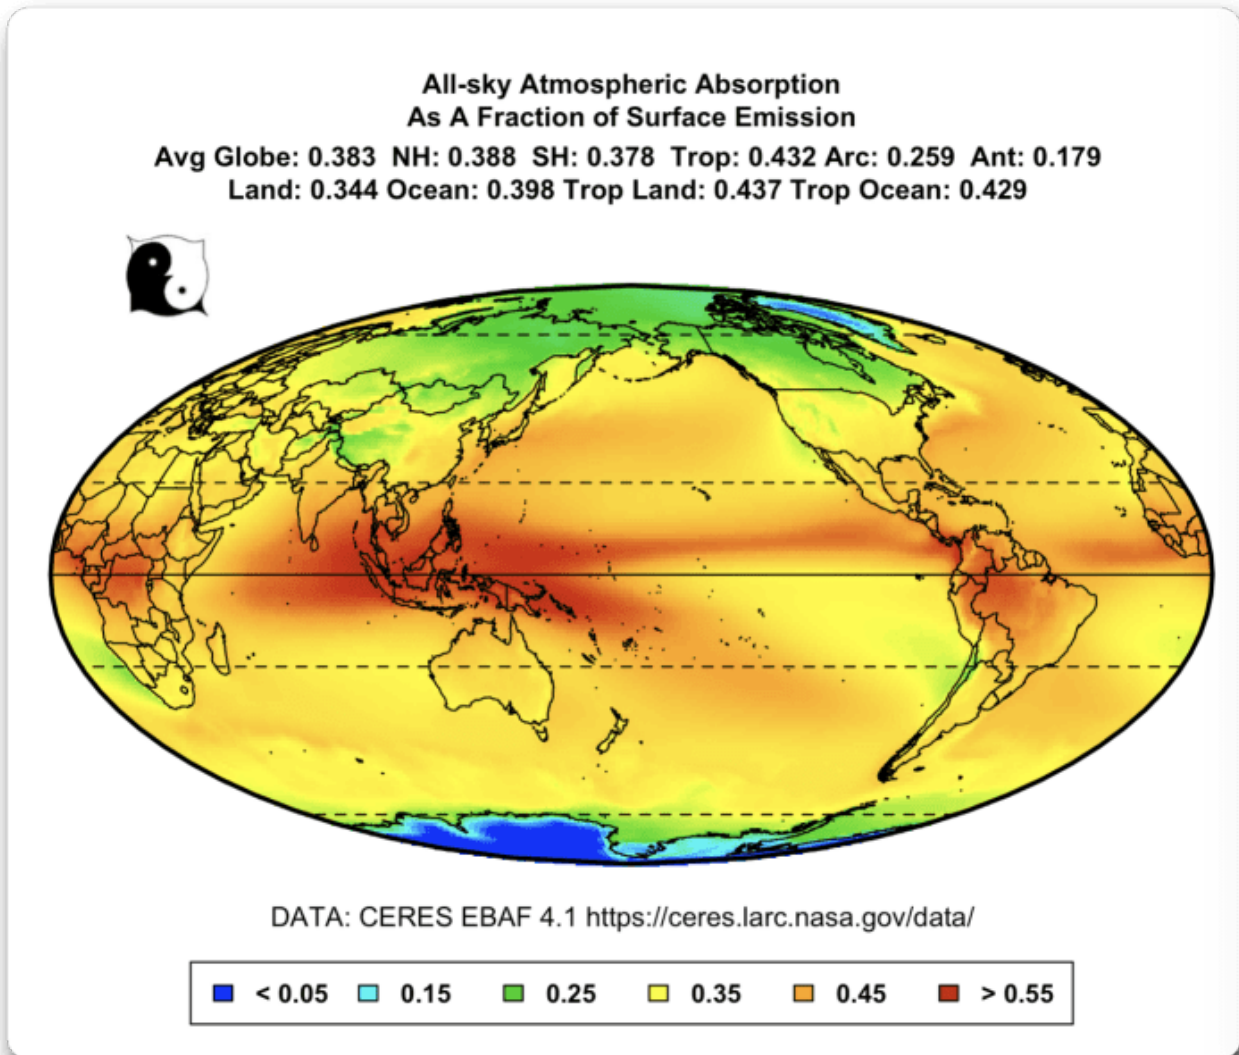 All-sky Atmospheric Absorption
As A Fraction of Surface Emission
Avg Globe: 0.383 NH: 0.388 SH: 0.378 Trop: 0.432 Arc: 0.259 Ant: 0.179
Land: 0.344 Ocean: 0.398 Trop Land: 0.437 Trop Ocean: 0.429
DATA: CERES EBAF 4.1 https://ceres.larc.nasa.gov/data/
< 0.05 0.15 0.25 0.35 0.45 > 0.55